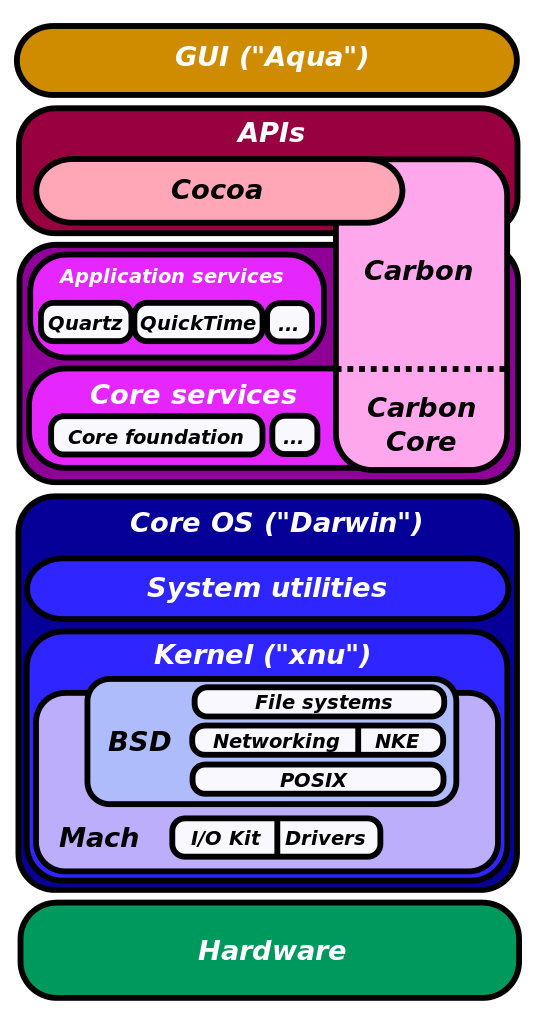 GUI ("Aqua")
APIs
Cocoa
Carbon
Application services
Quartz
QuickTime
...
Core services
Core foundation
...
Carbon
Core
Core OS ("Darwin")
System utilities
Kernel ("xnu")
BSD
File systems
Networking
NKE
POSIX
Mach
I/O Kit
Drivers
Hardware